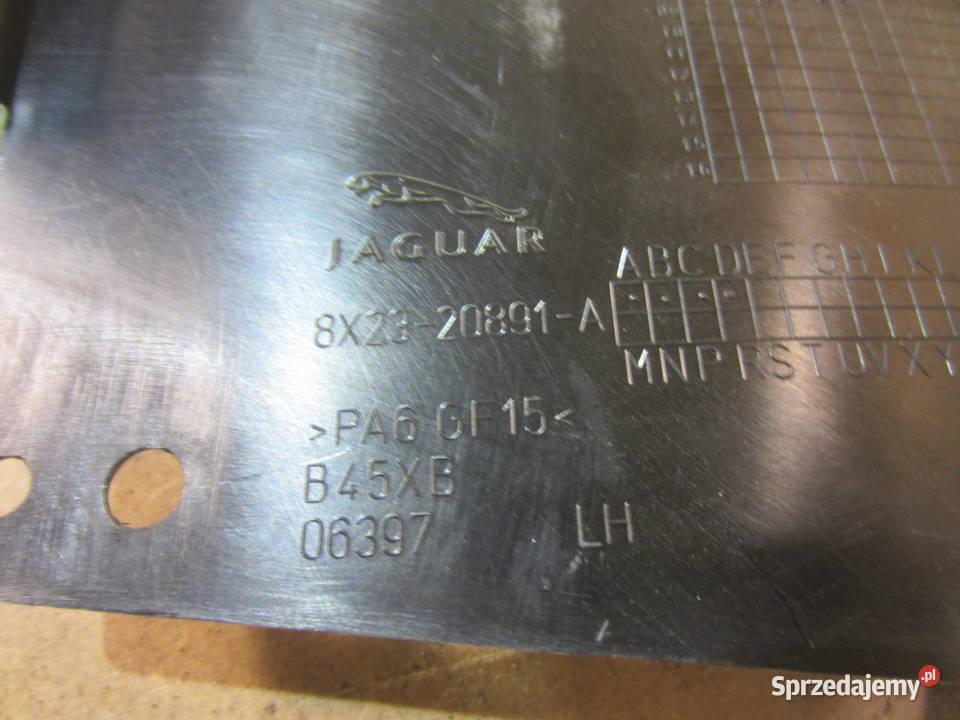 JAGUAR
ABCDEFGHIKL
8X23-20891-A
MNPRSTUVXY
>PA6 GF15<
B45XB
06397 LH
Sprzedajemy.pl